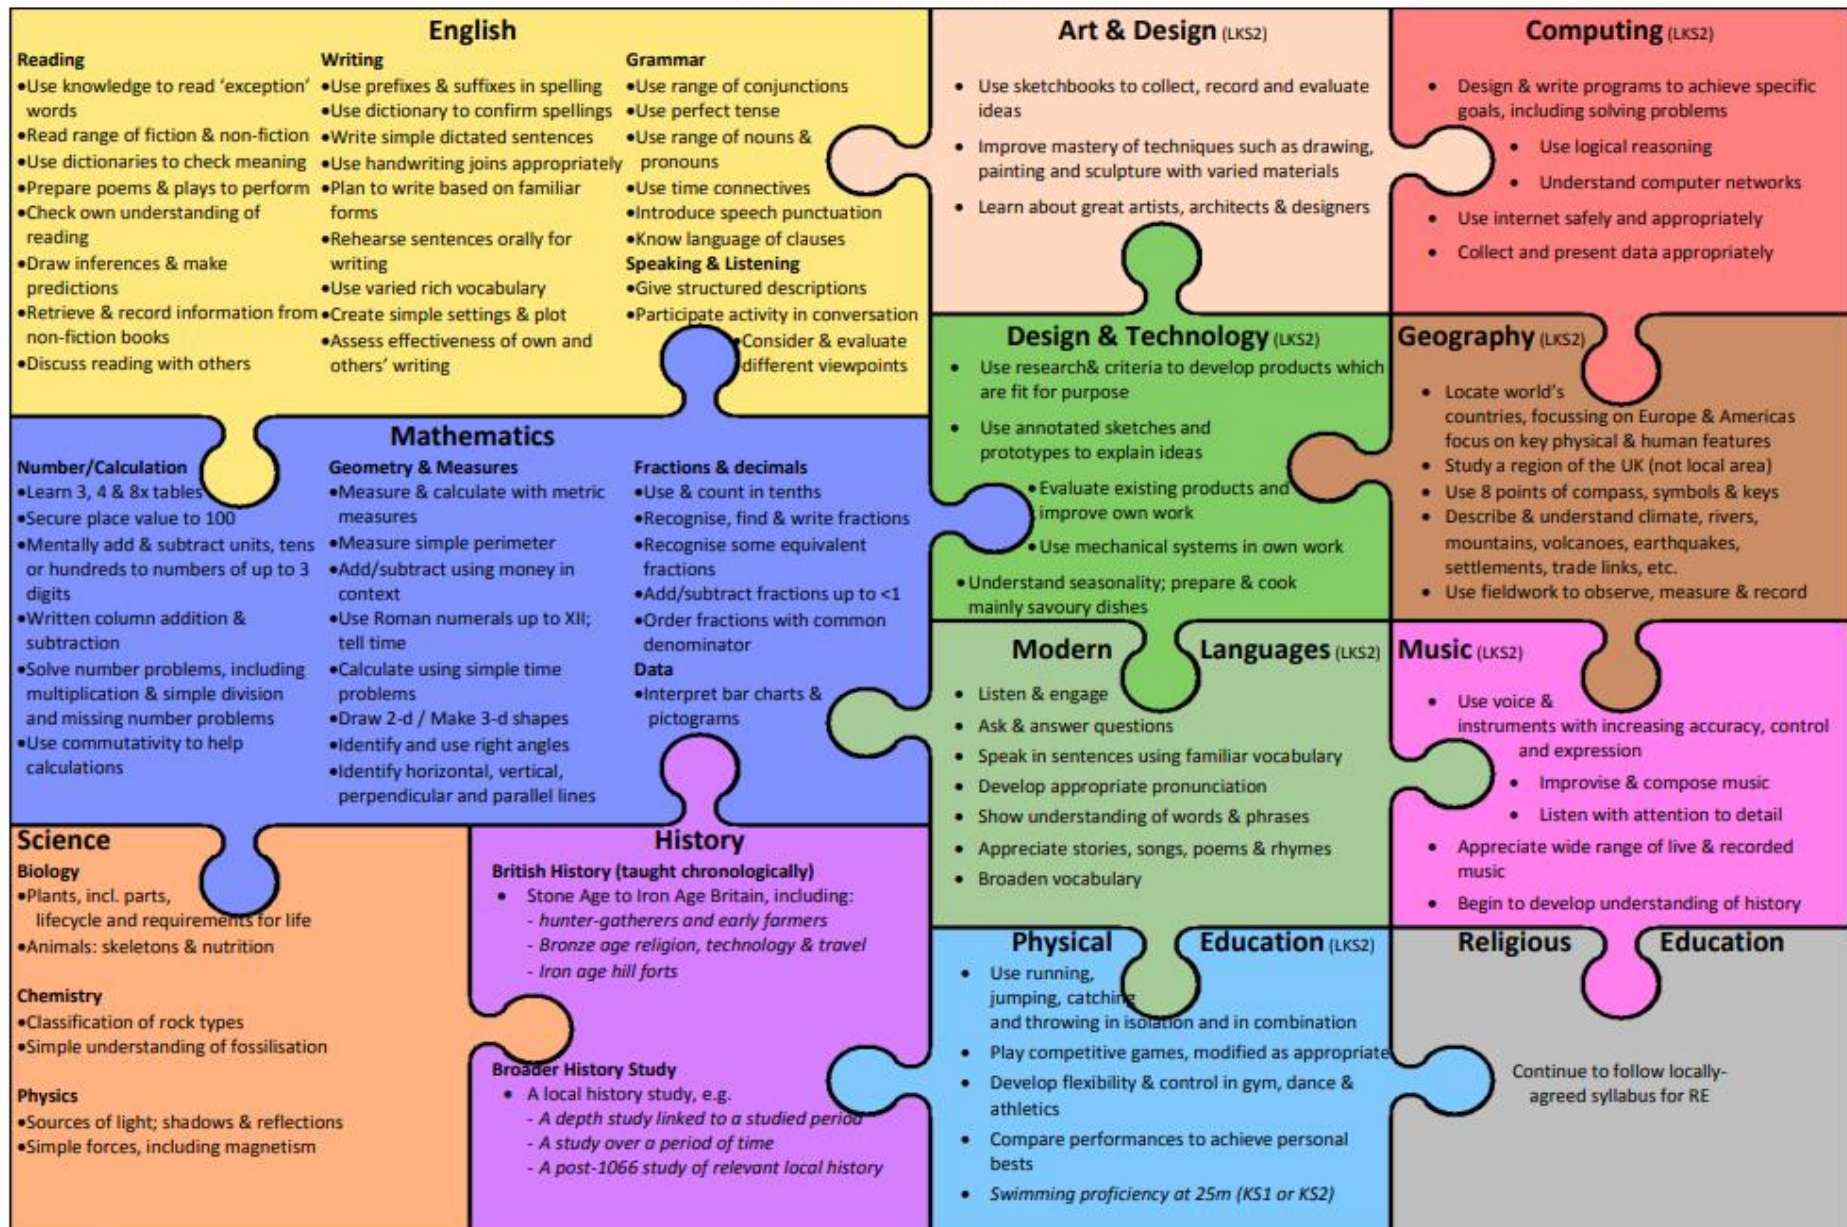 English
Reading
•Use knowledge to read ‘exception’
words
•Read range of fiction & non-fiction
•Use dictionaries to check meaning
•Prepare poems & plays to perform
•Check own understanding of
reading
•Draw inferences & make
predictions
•Retrieve & record information from
non-fiction books
•Discuss reading with others
Writing
•Use prefixes & suffixes in spelling
•Use dictionary to confirm spellings
•Write simple dictated sentences
•Use handwriting joins appropriately
•Plan to write based on familiar
forms
•Rehearse sentences orally for
writing
•Use varied rich vocabulary
•Create simple settings & plot
•Assess effectiveness of own and
others’ writing
Grammar
•Use range of conjunctions
•Use perfect tense
•Use range of nouns &
pronouns
•Use time connectives
•Introduce speech punctuation
•Know language of clauses
Speaking & Listening
•Give structured descriptions
•Participate activity in conversation
•Consider & evaluate
different viewpoints
Art & Design (LKS2)
• Use sketchbooks to collect, record and evaluate
ideas
• Improve mastery of techniques such as drawing,
painting and sculpture with varied materials
• Learn about great artists, architects & designers
Computing (LKS2)
• Design & write programs to achieve specific
goals, including solving problems
• Use logical reasoning
• Understand computer networks
• Use internet safely and appropriately
• Collect and present data appropriately
Mathematics
Number/Calculation
•Learn 3, 4 & 8x tables
•Secure place value to 100
•Mentally add & subtract units, tens
or hundreds to numbers of up to 3
digits
•Written column addition &
subtraction
•Solve number problems, including
multiplication & simple division
and missing number problems
•Use commutativity to help
calculations
Geometry & Measures
•Measure & calculate with metric
measures
•Measure simple perimeter
•Add/subtract using money in
context
•Use Roman numerals up to XII;
tell time
•Calculate using simple time
problems
•Draw 2-d / Make 3-d shapes
•Identify and use right angles
•Identify horizontal, vertical,
perpendicular and parallel lines
Fractions & decimals
•Use & count in tenths
•Recognise, find & write fractions
•Recognise some equivalent
fractions
•Add/subtract fractions up to <1
•Order fractions with common
denominator
Data
•Interpret bar charts &
pictograms
Design & Technology (LKS2)
• Use research& criteria to develop products which
are fit for purpose
• Use annotated sketches and
prototypes to explain ideas
•Evaluate existing products and
improve own work
•Use mechanical systems in own work
•Understand seasonality; prepare & cook
mainly savoury dishes
Geography (LKS2)
• Locate world’s
countries, focussing on Europe & Americas
focus on key physical & human features
• Study a region of the UK (not local area)
• Use 8 points of compass, symbols & keys
• Describe & understand climate, rivers,
mountains, volcanoes, earthquakes,
settlements, trade links, etc.
• Use fieldwork to observe, measure & record
Modern Languages (LKS2)
• Listen & engage
• Ask & answer questions
• Speak in sentences using familiar vocabulary
• Develop appropriate pronunciation
• Show understanding of words & phrases
• Appreciate stories, songs, poems & rhymes
• Broaden vocabulary
Music (LKS2)
• Use voice &
instruments with increasing accuracy, control
and expression
• Improvise & compose music
• Listen with attention to detail
• Appreciate wide range of live & recorded
music
• Begin to develop understanding of history
Science
Biology
•Plants, incl. parts,
lifecycle and requirements for life
•Animals: skeletons & nutrition
Chemistry
•Classification of rock types
•Simple understanding of fossilisation
Physics
•Sources of light; shadows & reflections
•Simple forces, including magnetism
History
British History (taught chronologically)
• Stone Age to Iron Age Britain, including:
- hunter-gatherers and early farmers
- Bronze age religion, technology & travel
- Iron age hill forts
Broader History Study
• A local history study, e.g.
- A depth study linked to a studied period
- A study over a period of time
- A post-1066 study of relevant local history
Physical Education (LKS2)
• Use running,
jumping, catching
and throwing in isolation and in combination
• Play competitive games, modified as appropriate
• Develop flexibility & control in gym, dance &
athletics
• Compare performances to achieve personal
bests
• Swimming proficiency at 25m (KS1 or KS2)
Religious Education
Continue to follow locally-
agreed syllabus for RE